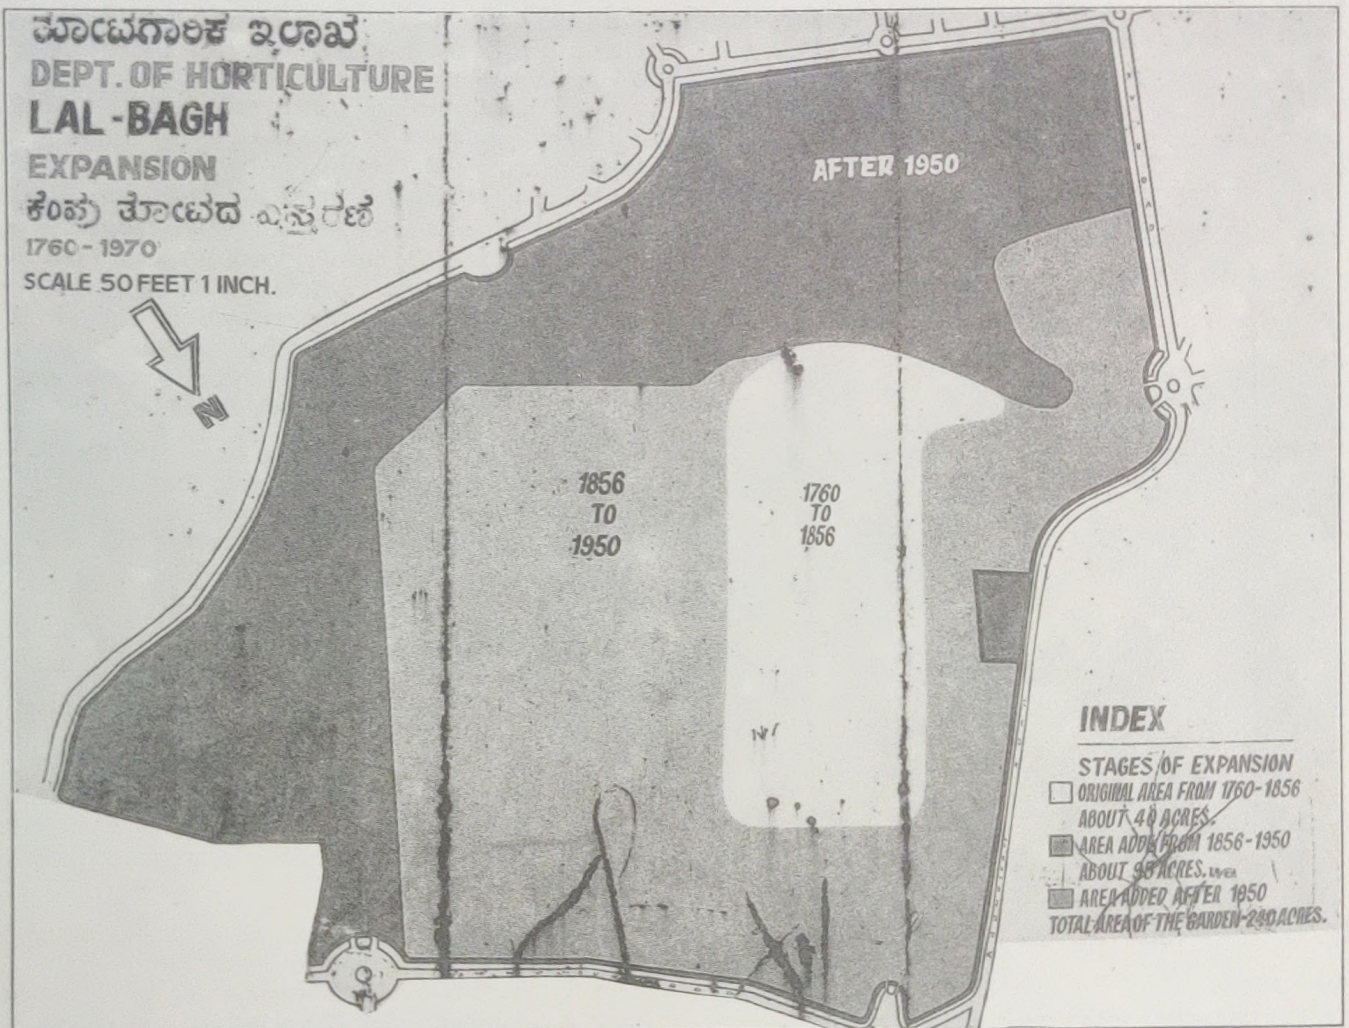 ತೋಟಗಾರಿಕೆ ಇಲಾಖೆ
DEPT. OF HORTICULTURE
LAL-BAGH
EXPANSION
ಕೆಂಪು ತೋಟದ ವಿಸ್ತರಣೆ
1760-1970
SCALE 50 FEET 1 INCH.
N
AFTER 1950
1856
TO
1950
1760
TO
1856
INDEX
STAGES OF EXPANSION
ORIGINAL AREA FROM 1760-1856
ABOUT 40 ACRES.
AREA ADDED FROM 1856-1950
ABOUT ACRES.
AREA ADDED AFTER 1950
TOTAL AREA OF THE GARDEN-240 ACRES.